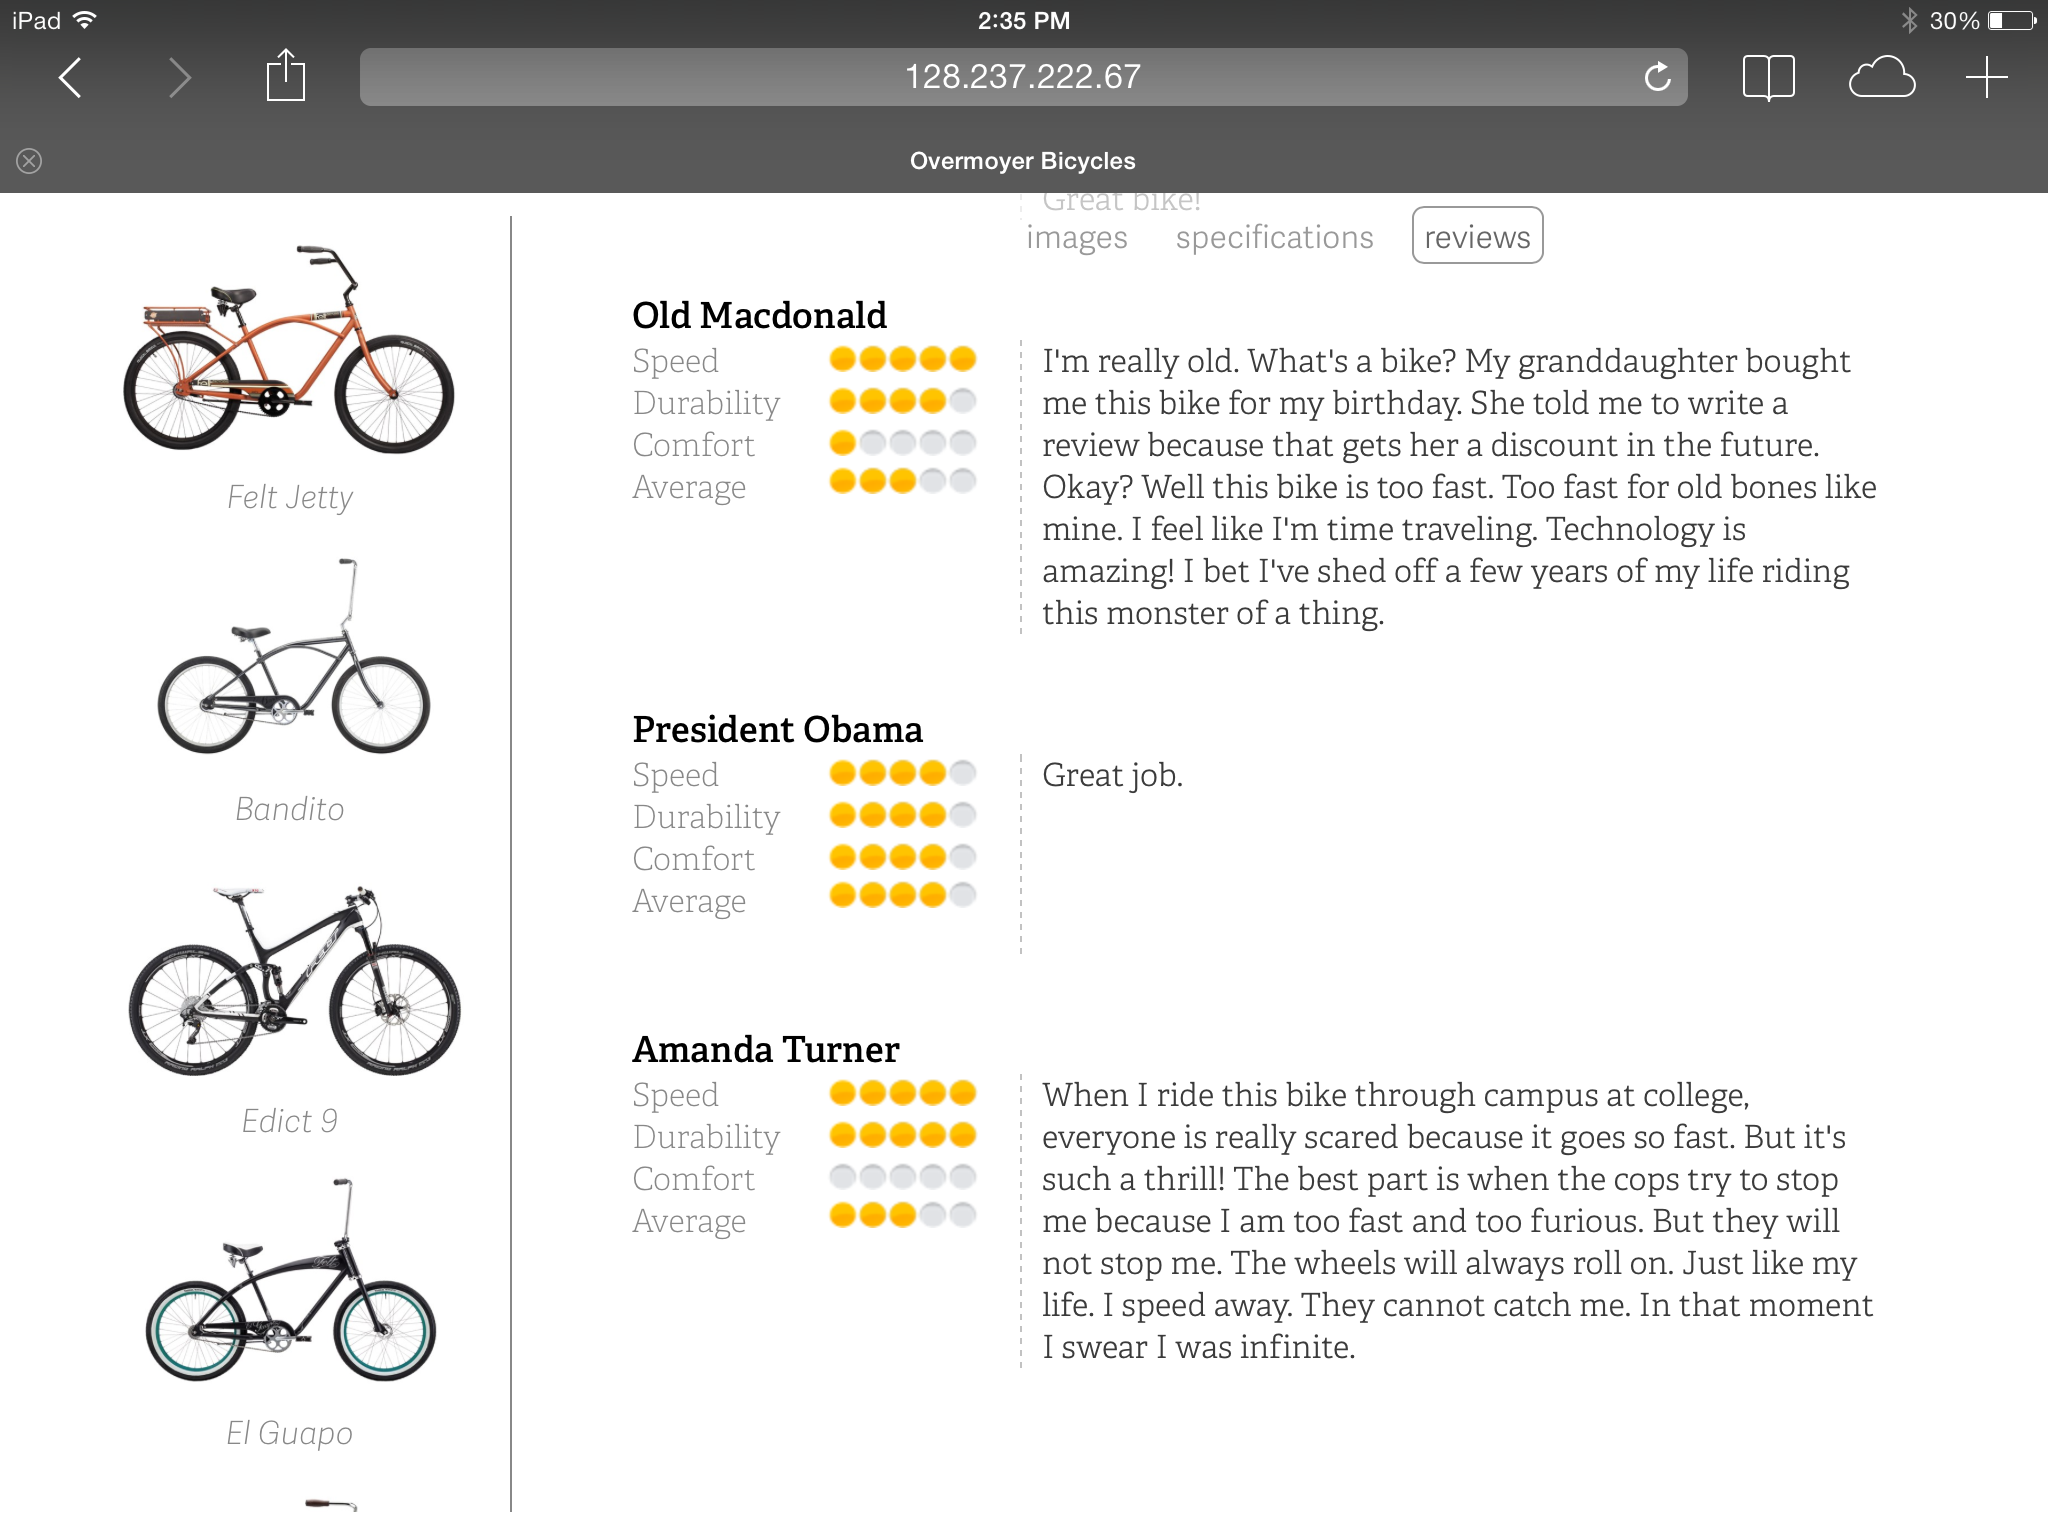 iPad
2:35 PM
30%
128.237.222.67
Overmoyer Bicycles
Great bike!
images specifications reviews
Felt Jetty
Bandito
Edict 9
El Guapo
Old Macdonald
Speed
Durability
Comfort
Average
I'm really old. What's a bike? My granddaughter bought
me this bike for my birthday. She told me to write a
review because that gets her a discount in the future.
Okay? Well this bike is too fast. Too fast for old bones like
mine. I feel like I'm time traveling. Technology is
amazing! I bet I've shed off a few years of my life riding
this monster of a thing.
President Obama
Speed
Durability
Comfort
Average
Great job.
Amanda Turner
Speed
Durability
Comfort
Average
When I ride this bike through campus at college,
everyone is really scared because it goes so fast. But it's
such a thrill! The best part is when the cops try to stop
me because I am too fast and too furious. But they will
not stop me. The wheels will always roll on. Just like my
life. I speed away. They cannot catch me. In that moment
I swear I was infinite.